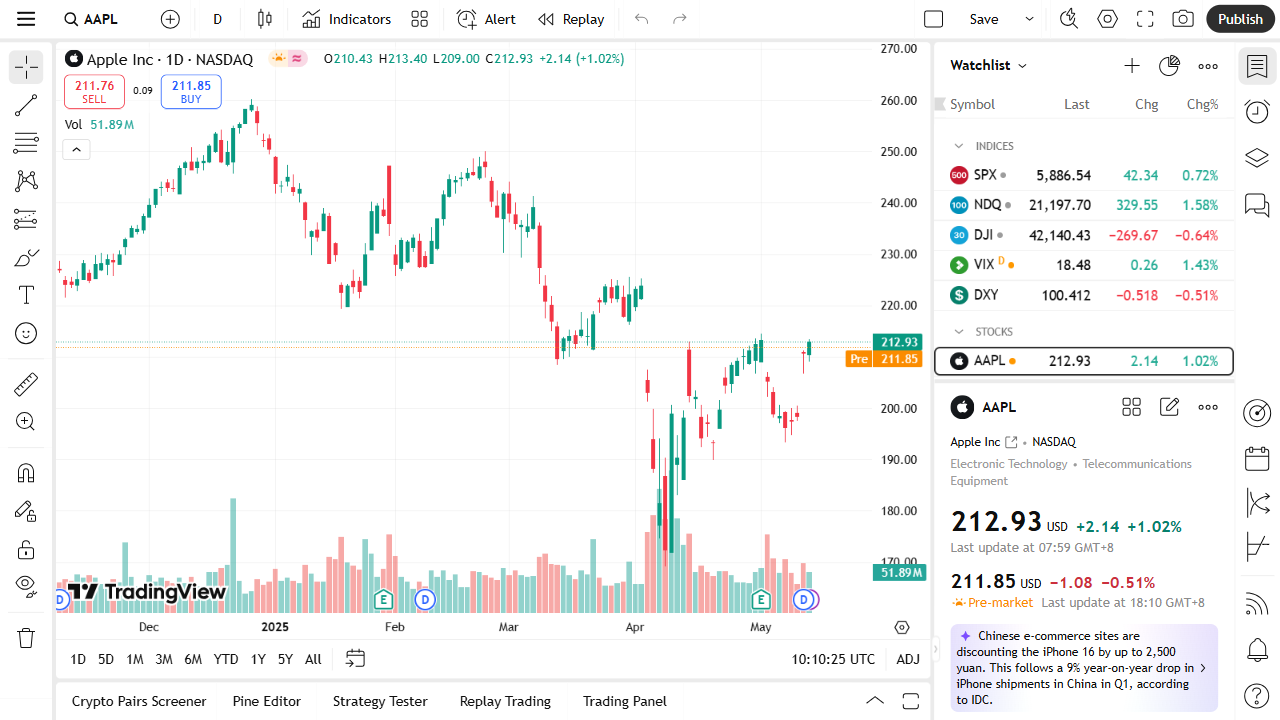 AAPL
D
Indicators
Alert
Replay
Save
Publish
Apple Inc · 1D · NASDAQ
O210.43 H213.40 L209.00 C212.93 +2.14 (+1.02%)
211.76
SELL
0.09
211.85
BUY
Vol 51.89M
270.00
260.00
250.00
240.00
230.00
220.00
212.93
Pre 211.85
200.00
190.00
180.00
170.00
51.89M
D
E
D
E
D
TradingView
Dec 2025 Feb Mar Apr May
1D 5D 1M 3M 6M YTD 1Y 5Y All
10:10:25 UTC ADJ
Crypto Pairs Screener Pine Editor Strategy Tester Replay Trading Trading Panel
Watchlist
Symbol Last Chg Chg%
INDICES
500 SPX 5,886.54 42.34 0.72%
100 NDQ 21,197.70 329.55 1.58%
30 DJI 42,140.43 −269.67 −0.64%
VIX D 18.48 0.26 1.43%
$ DXY 100.412 −0.518 −0.51%
STOCKS
AAPL 212.93 2.14 1.02%
AAPL
Apple Inc • NASDAQ
Electronic Technology • Telecommunications
Equipment
212.93 USD +2.14 +1.02%
Last update at 07:59 GMT+8
211.85 USD −1.08 −0.51%
Pre-market Last update at 18:10 GMT+8
Chinese e-commerce sites are
discounting the iPhone 16 by up to 2,500
yuan. This follows a 9% year-on-year drop in
iPhone shipments in China in Q1, according
to IDC.